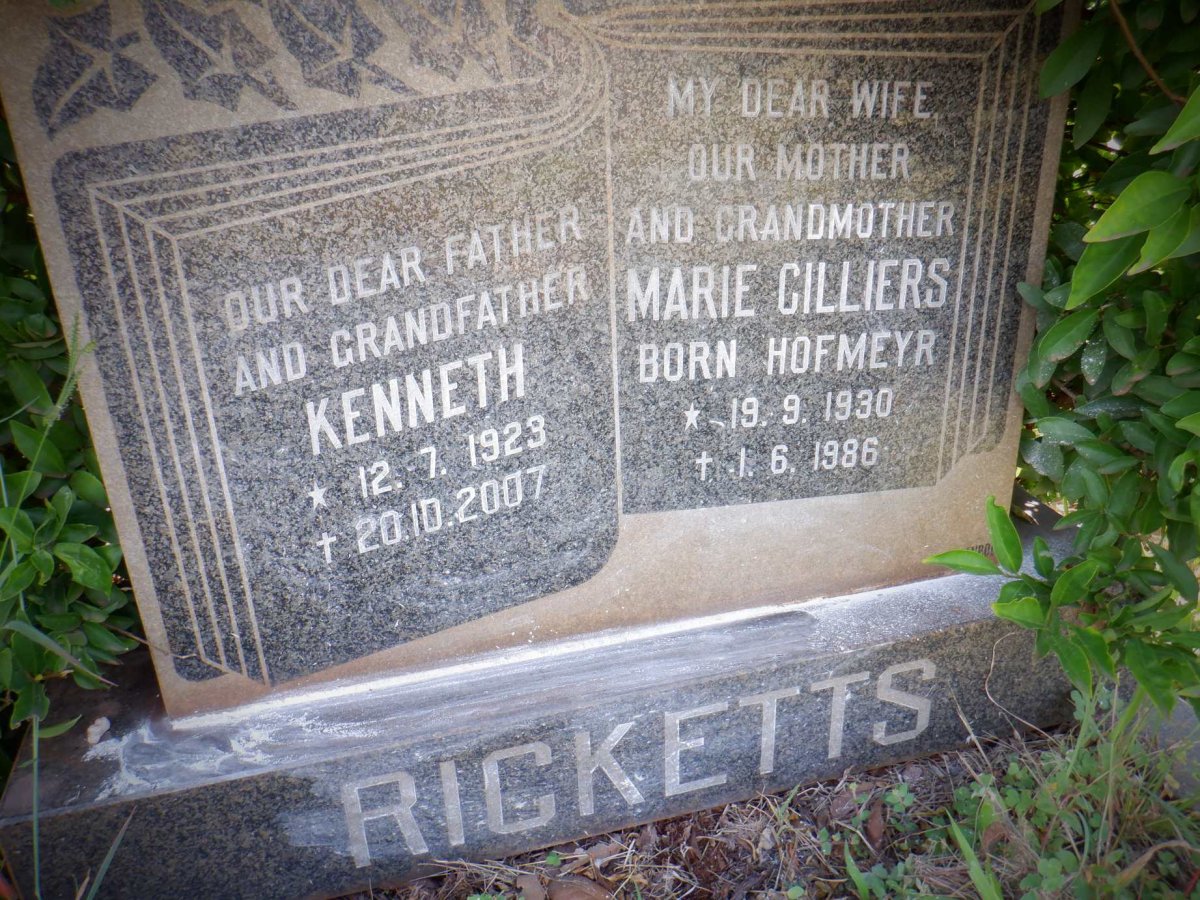 OUR DEAR FATHER
AND GRANDFATHER
KENNETH
★ 12. 7. 1923
† 20.10.2007
MY DEAR WIFE,
OUR MOTHER
AND GRANDMOTHER
MARIE CILLIERS
BORN HOFMEYR
★ 19. 9. 1930
† 1. 6. 1986
RICKETTS